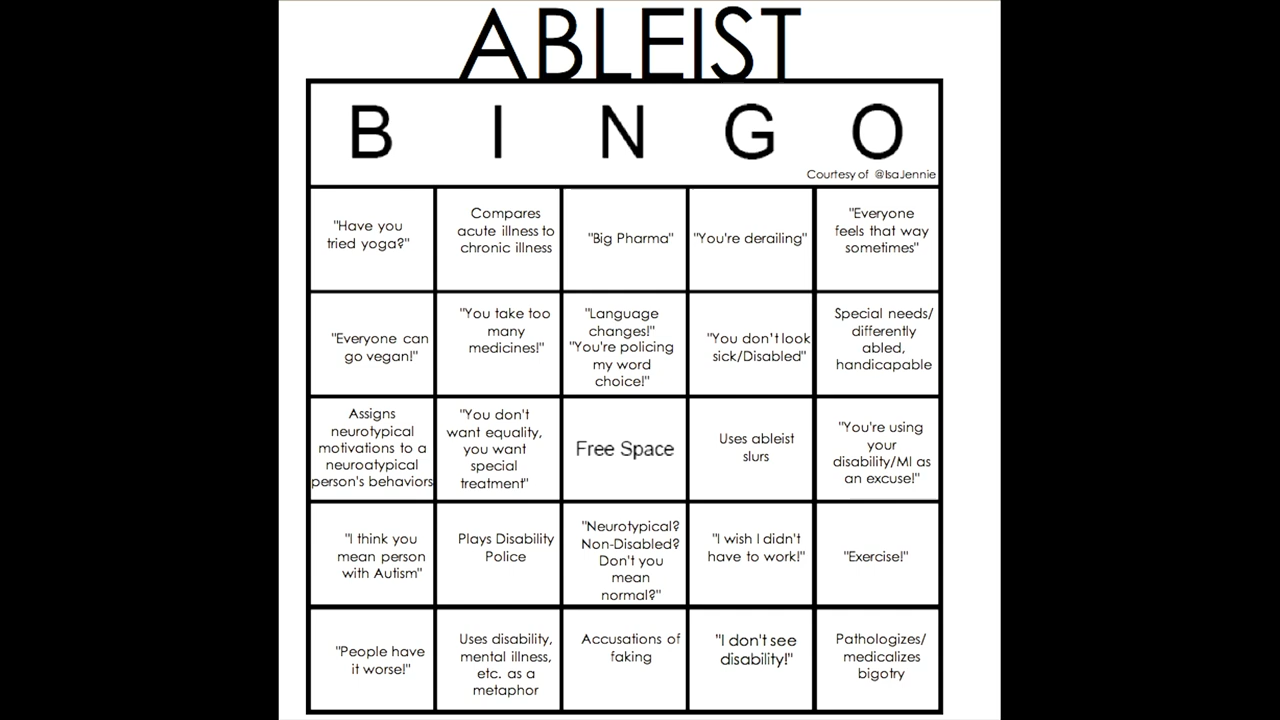 ABLEIST
B I N G O
Courtesy of @IsaJennie
"Have you
tried yoga?"
Compares
acute illness to
chronic illness
"Big Pharma"
"You're derailing"
"Everyone
feels that way
sometimes"
"Everyone can
go vegan!"
"You take too
many
medicines!"
"Language
changes!"
"You're policing
my word
choice!"
"You don't look
sick/Disabled"
Special needs/
differently
abled,
handicapable
Assigns
neurotypical
motivations to a
neuroatypical
person's behaviors
"You don't
want equality,
you want
special
treatment"
Free Space
Uses ableist
slurs
"You're using
your
disability/MI as
an excuse!"
"I think you
mean person
with Autism"
Plays Disability
Police
"Neurotypical?
Non-Disabled?
Don't you
mean
normal?"
"I wish I didn't
have to work!"
"Exercise!"
"People have
it worse!"
Uses disability,
mental illness,
etc. as a
metaphor
Accusations of
faking
"I don't see
disability!"
Pathologizes/
medicalizes
bigotry